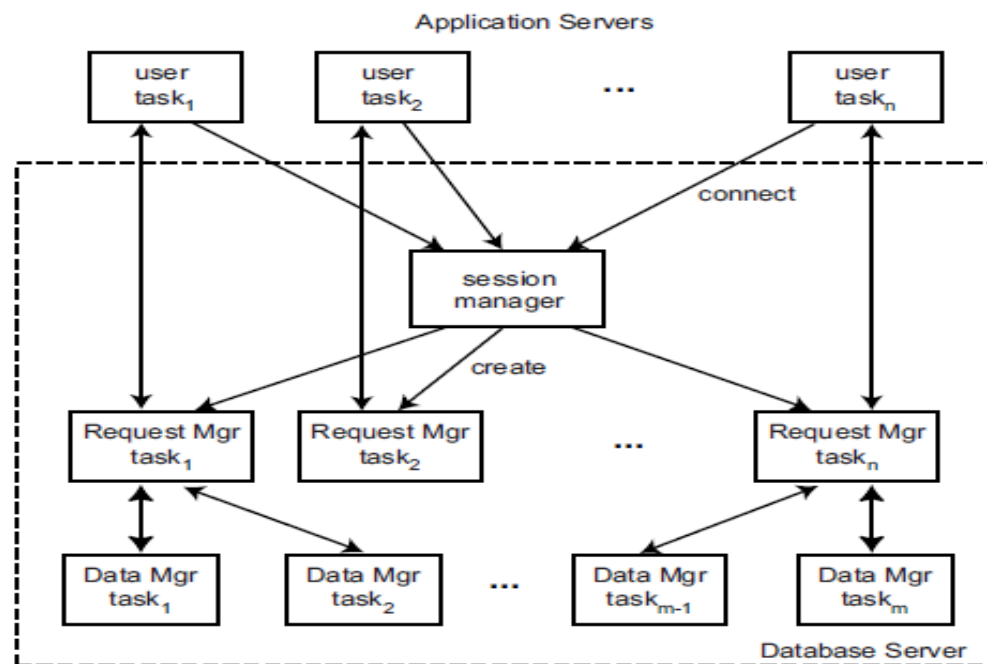 Application Servers
user
task1
user
task2
...
user
taskn
connect
session
manager
create
Request Mgr
task1
Request Mgr
task2
...
Request Mgr
taskn
Data Mgr
task1
Data Mgr
task2
...
Data Mgr
taskm-1
Data Mgr
taskm
Database Server